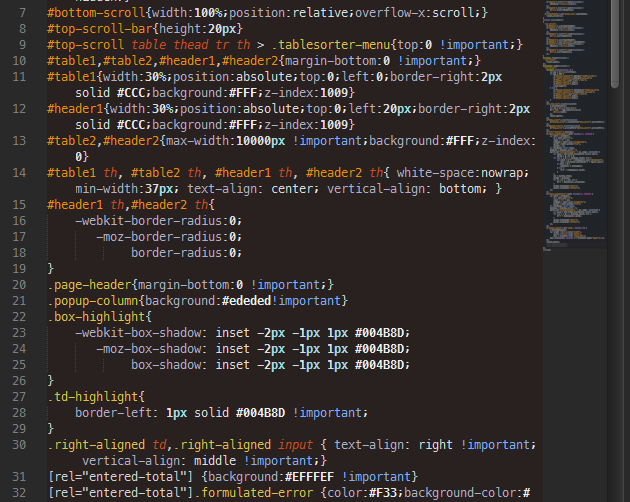 7 #bottom-scroll{width:100%;position:relative;overflow-x:scroll;}
8 #top-scroll-bar{height:20px}
9 #top-scroll table thead tr th > .tablesorter-menu{top:0 !important;}
10 #table1,#table2,#header1,#header2{margin-bottom:0 !important;}
11 #table1{width:30%;position:absolute;top:0;left:0;border-right:2px
solid #CCC;background:#FFF;z-index:1009}
12 #header1{width:30%;position:absolute;top:0;left:20px;border-right:2px
solid #CCC;background:#FFF;z-index:1009}
13 #table2,#header2{max-width:10000px !important;background:#FFF;z-index:
0}
14 #table1 th, #table2 th, #header1 th, #header2 th{ white-space:nowrap;
min-width:37px; text-align: center; vertical-align: bottom; }
15 #header1 th,#header2 th{
16 -webkit-border-radius:0;
17 -moz-border-radius:0;
18 border-radius:0;
19 }
20 .page-header{margin-bottom:0 !important;}
21 .popup-column{background:#ededed!important}
22 .box-highlight{
23 -webkit-box-shadow: inset -2px -1px 1px #004B8D;
24 -moz-box-shadow: inset -2px -1px 1px #004B8D;
25 box-shadow: inset -2px -1px 1px #004B8D;
26 }
27 .td-highlight{
28 border-left: 1px solid #004B8D !important;
29 }
30 .right-aligned td,.right-aligned input { text-align: right !important;
vertical-align: middle !important;}
31 [rel="entered-total"] {background:#EFFFEF !important}
32 [rel="entered-total"].formulated-error {color:#F33;background-color:#